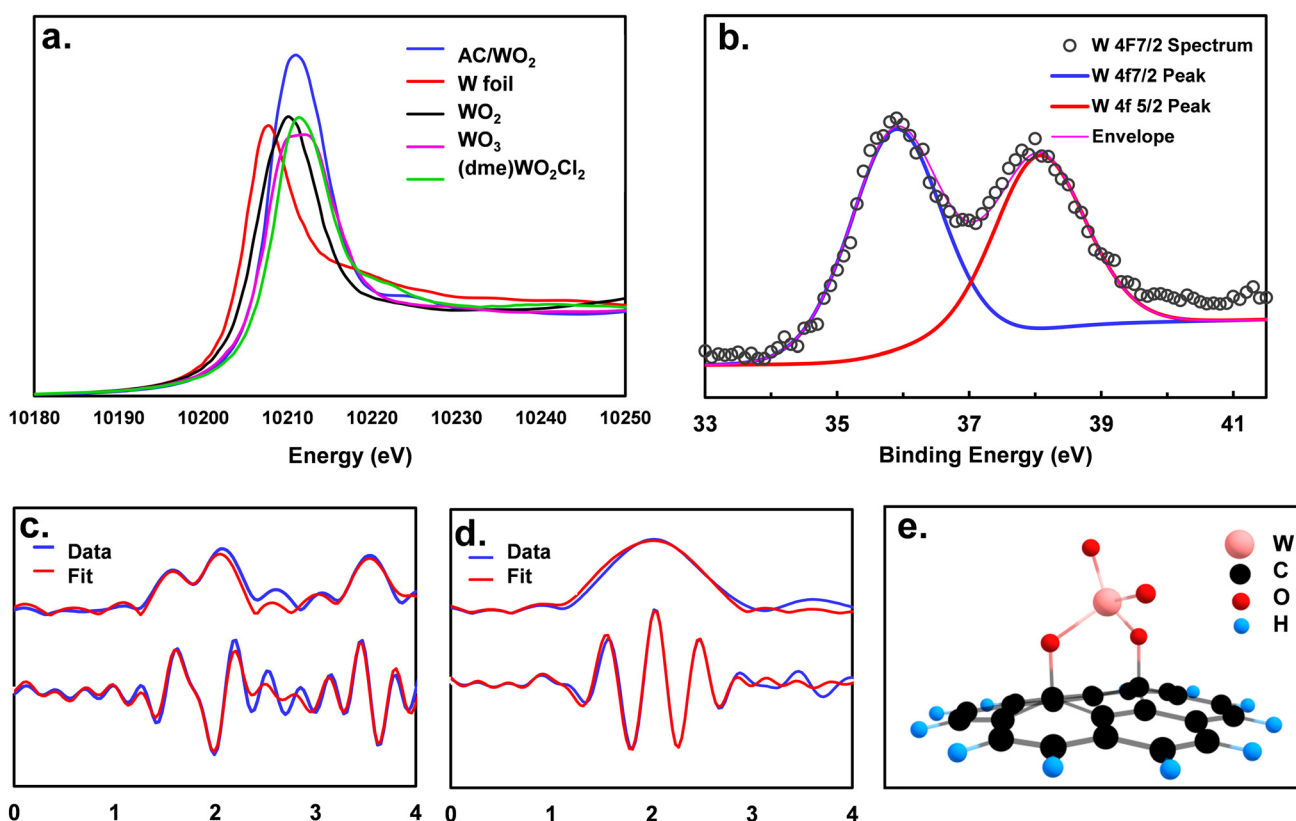 a.
AC/WO₂
W foil
WO₂
WO₃
(dme)WO₂Cl₂
10180 10190 10200 10210 10220 10230 10240 10250
Energy (eV)
b.
W 4F7/2 Spectrum
W 4f7/2 Peak
W 4f 5/2 Peak
Envelope
33 35 37 39 41
Binding Energy (eV)
c.
Data
Fit
0 1 2 3 4
d.
Data
Fit
0 1 2 3 4
e.
W
C
O
H